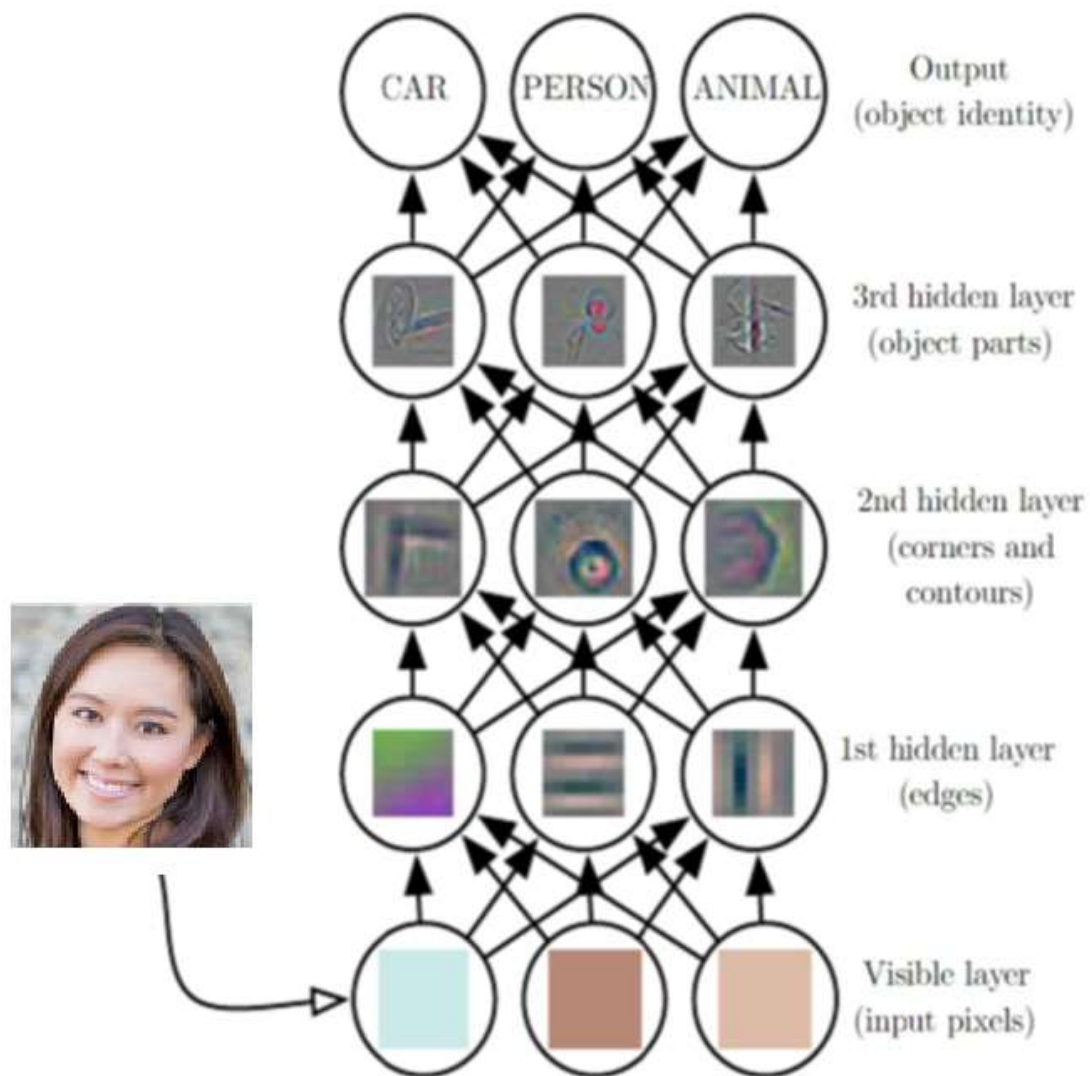 CAR
PERSON
ANIMAL
Output
(object identity)
3rd hidden layer
(object parts)
2nd hidden layer
(corners and
contours)
1st hidden layer
(edges)
Visible layer
(input pixels)